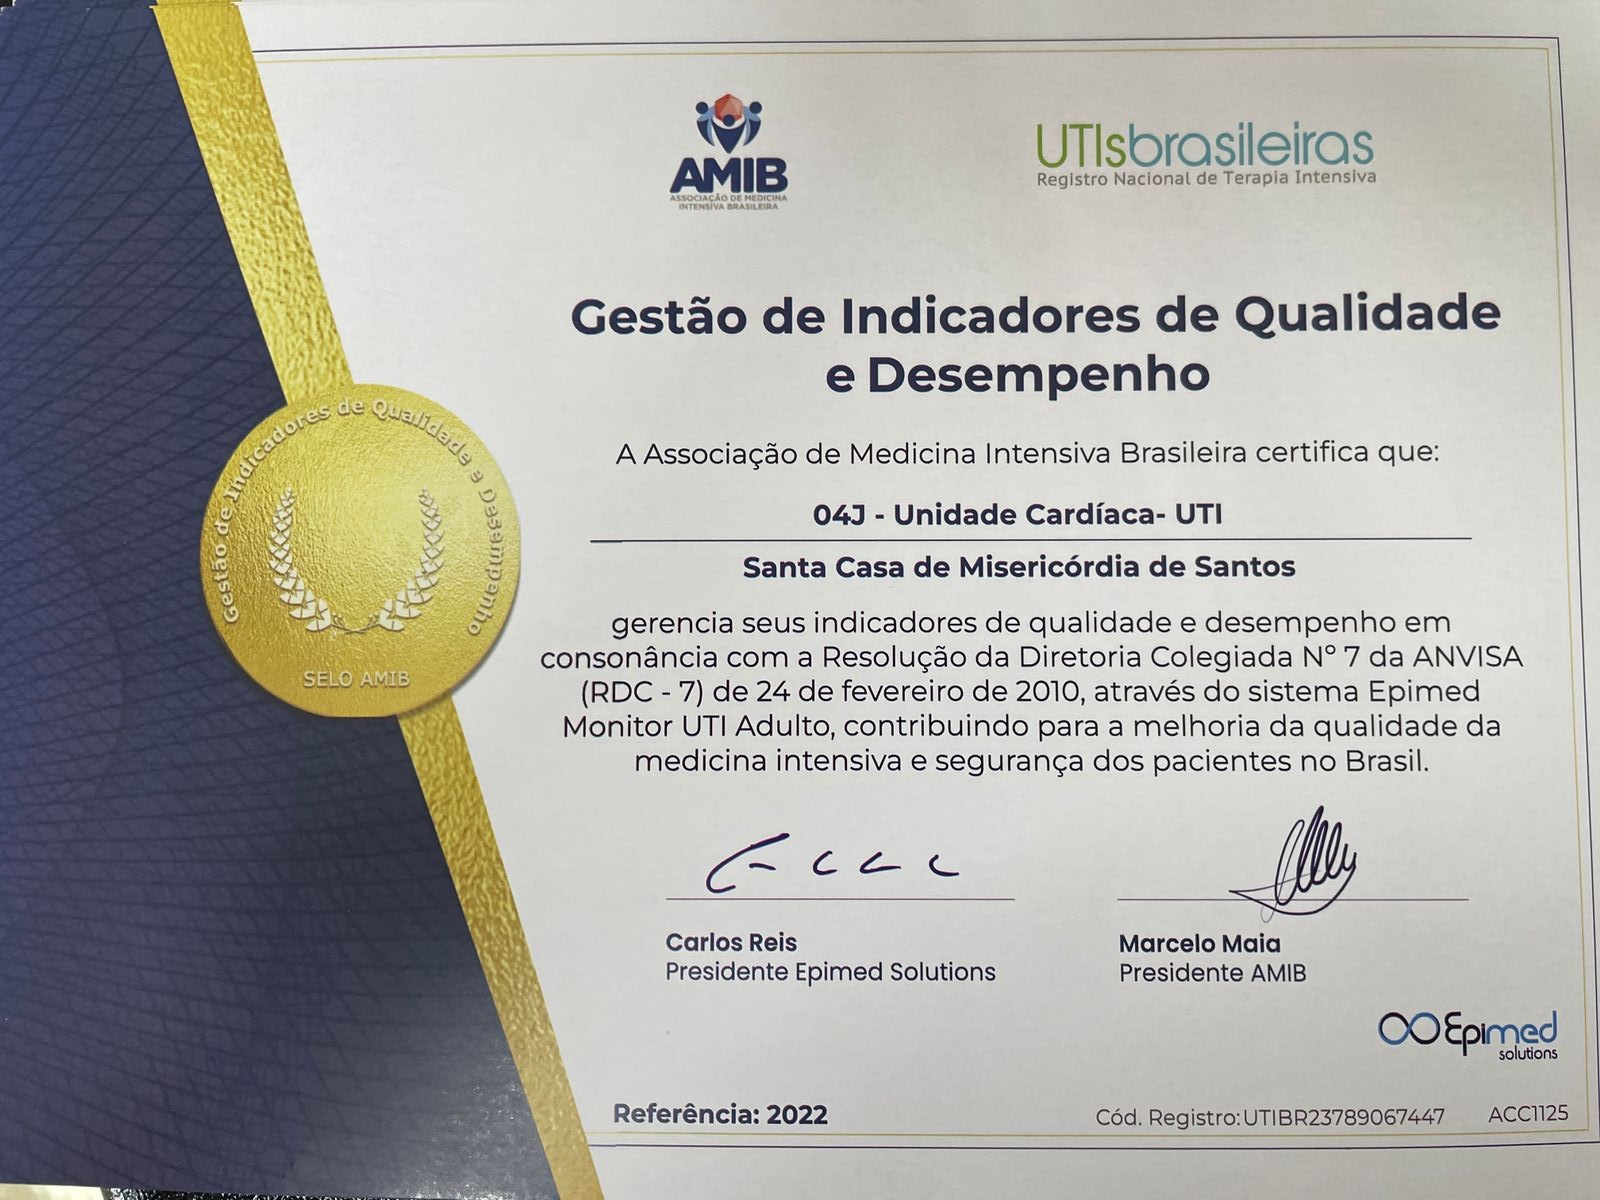 AMIB
ASSOCIAÇÃO DE MEDICINA
INTENSIVA BRASILEIRA
UTIsbrasileiras
Registro Nacional de Terapia Intensiva
Gestão de Indicadores de Qualidade
e Desempenho
A Associação de Medicina Intensiva Brasileira certifica que:
04J - Unidade Cardíaca- UTI
Santa Casa de Misericórdia de Santos
gerencia seus indicadores de qualidade e desempenho em
consonância com a Resolução da Diretoria Colegiada Nº 7 da ANVISA
(RDC - 7) de 24 de fevereiro de 2010, através do sistema Epimed
Monitor UTI Adulto, contribuindo para a melhoria da qualidade da
medicina intensiva e segurança dos pacientes no Brasil.
Gestão de Indicadores de Qualidade e Desempenho
SELO AMIB
Carlos Reis
Presidente Epimed Solutions
Marcelo Maia
Presidente AMIB
Epimed
solutions
Referência: 2022
Cód. Registro: UTIBR23789067447
ACC1125